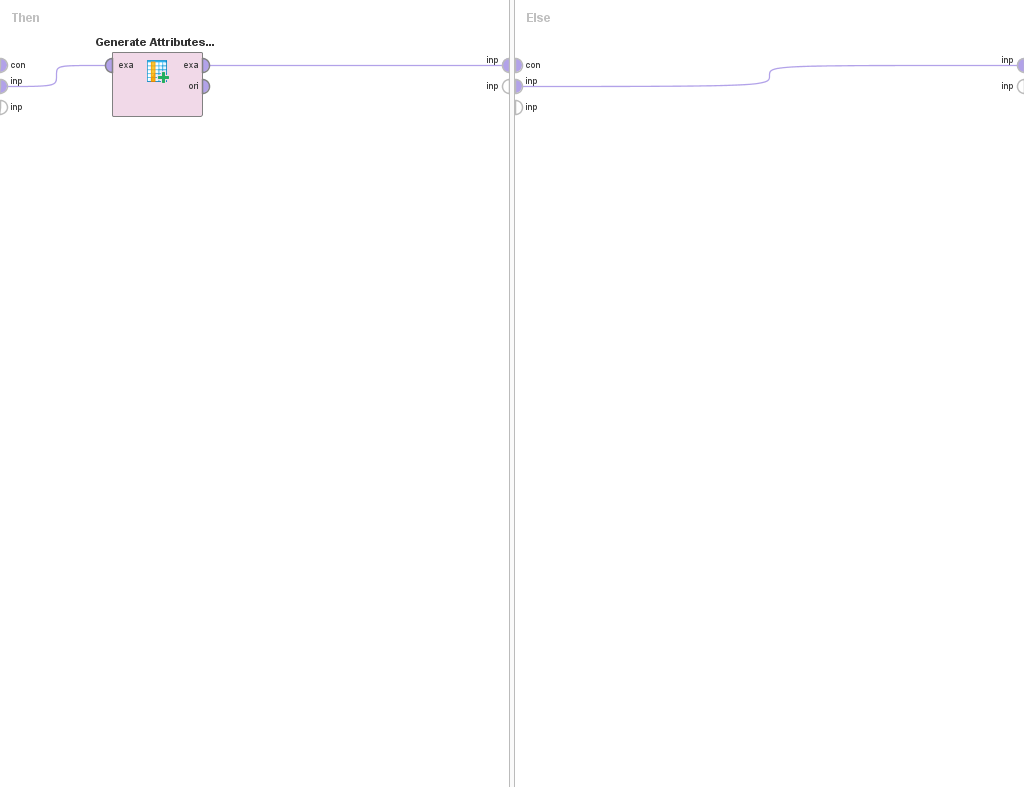 Then
Generate Attributes...
con
inp
inp
exa
exa
ori
inp
inp
Else
con
inp
inp
inp
inp